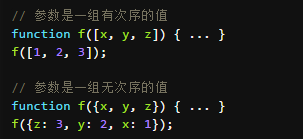 // 参数是一组有次序的值
function f([x, y, z]) { ... }
f([1, 2, 3]);

// 参数是一组无次序的值
function f({x, y, z}) { ... }
f({z: 3, y: 2, x: 1});